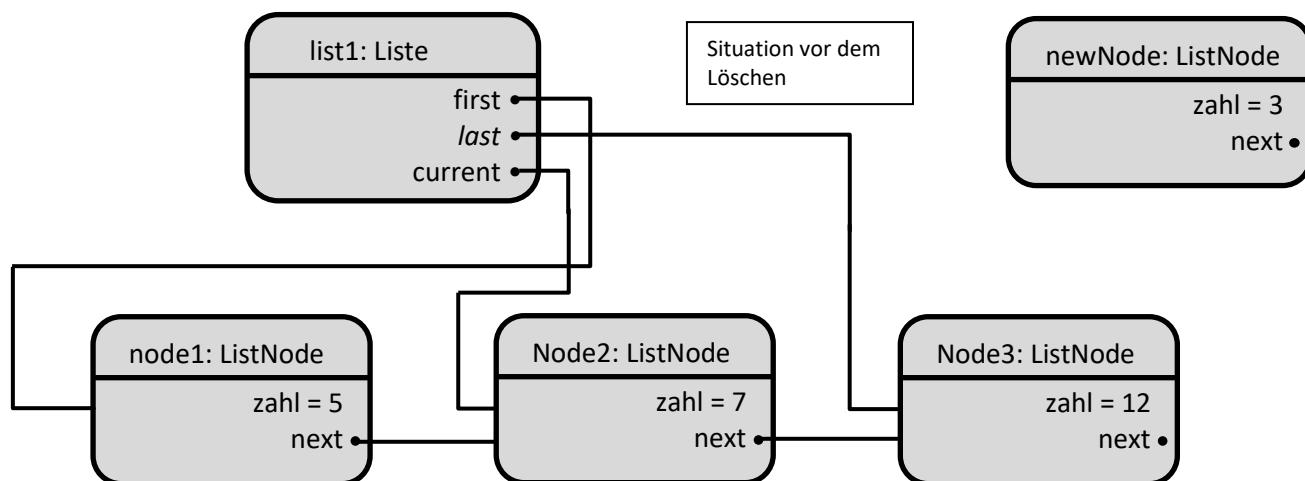 list1: Liste
first
last
current
Situation vor dem
Löschen
newNode: ListNode
zahl = 3
next
node1: ListNode
zahl = 5
next
Node2: ListNode
zahl = 7
next
Node3: ListNode
zahl = 12
next